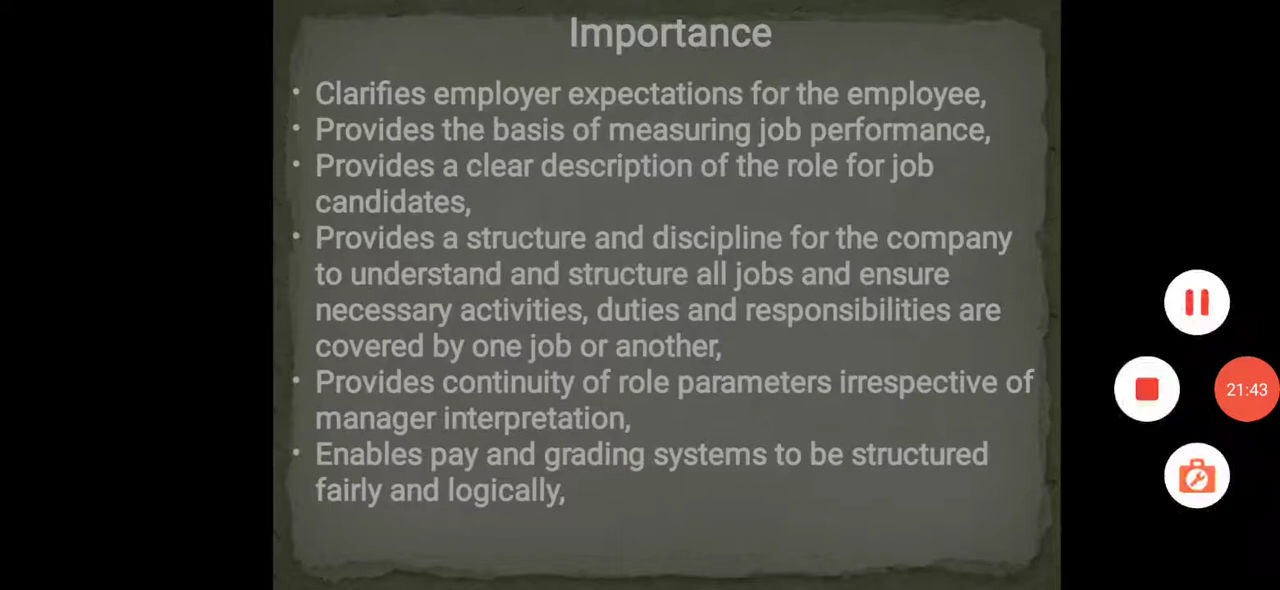 Importance
• Clarifies employer expectations for the employee,
• Provides the basis of measuring job performance,
• Provides a clear description of the role for job
candidates,
• Provides a structure and discipline for the company
to understand and structure all jobs and ensure
necessary activities, duties and responsibilities are
covered by one job or another,
• Provides continuity of role parameters irrespective of
manager interpretation,
• Enables pay and grading systems to be structured
fairly and logically,
21:43